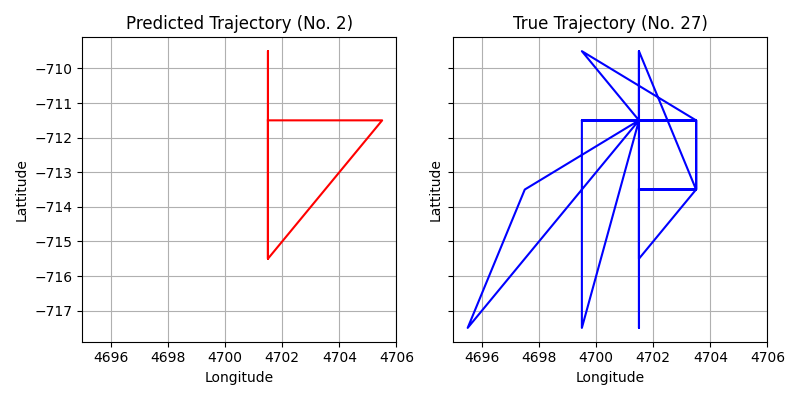 Predicted Trajectory (No. 2)
True Trajectory (No. 27)
Lattitude
−710
−711
−712
−713
−714
−715
−716
−717
4696 4698 4700 4702 4704 4706
Longitude
Lattitude
4696 4698 4700 4702 4704 4706
Longitude